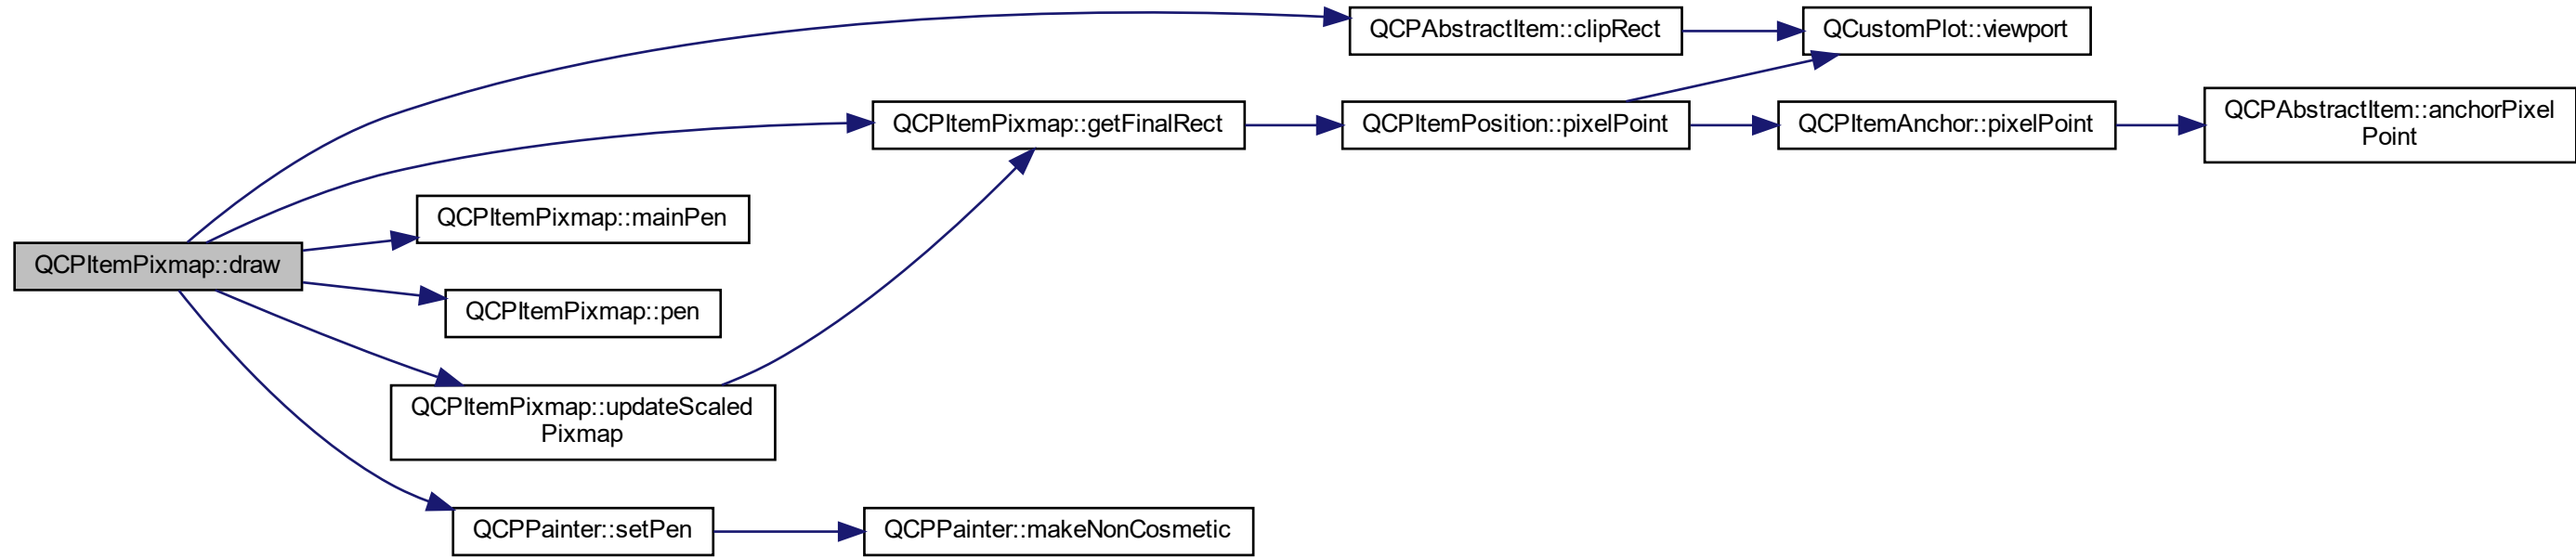 QCPAbstractItem::clipRect
QCustomPlot::viewport
QCPItemPixmap::getFinalRect
QCPItemPosition::pixelPoint
QCPItemAnchor::pixelPoint
QCPAbstractItem::anchorPixel
Point
QCPItemPixmap::mainPen
QCPItemPixmap::draw
QCPItemPixmap::pen
QCPItemPixmap::updateScaled
Pixmap
QCPPainter::setPen
QCPPainter::makeNonCosmetic